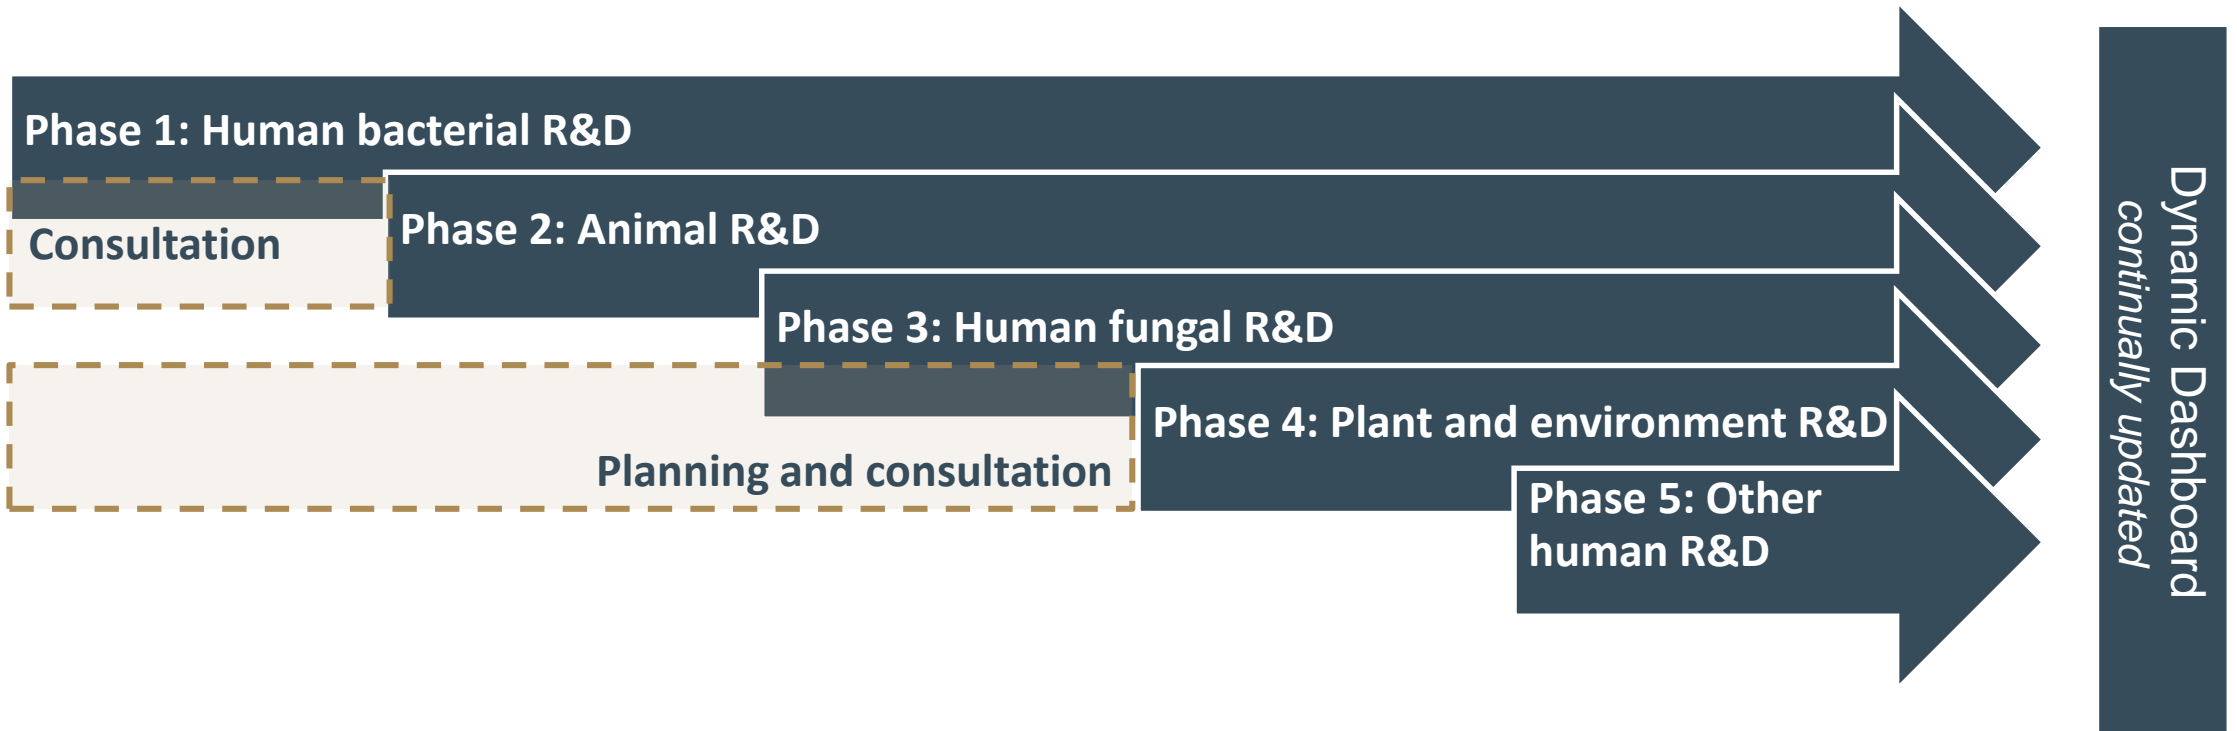 Phase 1: Human bacterial R&D
Consultation
Phase 2: Animal R&D
Phase 3: Human fungal R&D
Planning and consultation
Phase 4: Plant and environment R&D
Phase 5: Other
human R&D
Dynamic Dashboard
continually updated